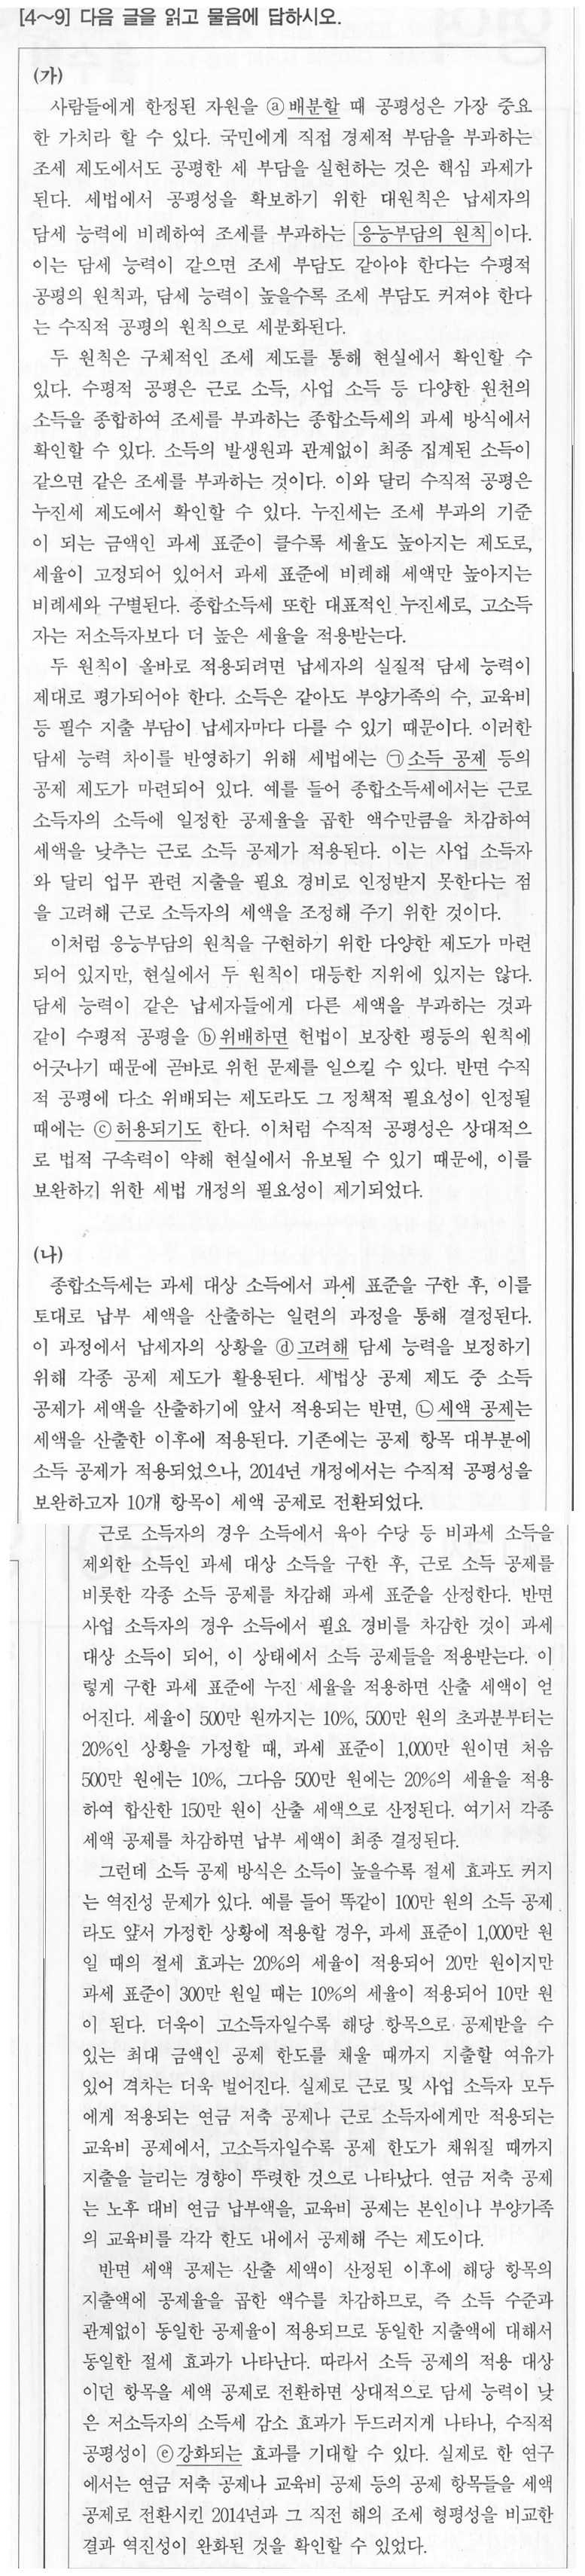 [4~9] 다음 글을 읽고 물음에 답하시오.
(가)
사람들에게 한정된 자원을 ⓐ배분할 때 공평성은 가장 중요
한 가치라 할 수 있다. 국민에게 직접 경제적 부담을 부과하는
조세 제도에서도 공평한 세 부담을 실현하는 것은 핵심 과제가
된다. 세법에서 공평성을 확보하기 위한 대원칙은 납세자의
담세 능력에 비례하여 조세를 부과하는 응능부담의 원칙이다.
이는 담세 능력이 같으면 조세 부담도 같아야 한다는 수평적
공평의 원칙과, 담세 능력이 높을수록 조세 부담도 커져야 한다
는 수직적 공평의 원칙으로 세분화된다.
두 원칙은 구체적인 조세 제도를 통해 현실에서 확인할 수
있다. 수평적 공평은 근로 소득, 사업 소득 등 다양한 원천의
소득을 종합하여 조세를 부과하는 종합소득세의 과세 방식에서
확인할 수 있다. 소득의 발생원과 관계없이 최종 집계된 소득이
같으면 같은 조세를 부과하는 것이다. 이와 달리 수직적 공평은
누진세 제도에서 확인할 수 있다. 누진세는 조세 부과의 기준
이 되는 금액인 과세 표준이 클수록 세율도 높아지는 제도로,
세율이 고정되어 있어서 과세 표준에 비례해 세액만 높아지는
비례세와 구별된다. 종합소득세 또한 대표적인 누진세로, 고소득
자는 저소득자보다 더 높은 세율을 적용받는다.
두 원칙이 올바로 적용되려면 납세자의 실질적 담세 능력이
제대로 평가되어야 한다. 소득은 같아도 부양가족의 수, 교육비
등 필수 지출 부담이 납세자마다 다를 수 있기 때문이다. 이러한
담세 능력 차이를 반영하기 위해 세법에는 ㉠소득 공제 등의
공제 제도가 마련되어 있다. 예를 들어 종합소득세에서는 근로
소득자의 소득에 일정한 공제율을 곱한 액수만큼을 차감하여
세액을 낮추는 근로 소득 공제가 적용된다. 이는 사업 소득자
와 달리 업무 관련 지출을 필요 경비로 인정받지 못한다는 점
을 고려해 근로 소득자의 세액을 조정해 주기 위한 것이다.
이처럼 응능부담의 원칙을 구현하기 위한 다양한 제도가 마련
되어 있지만, 현실에서 두 원칙이 대등한 지위에 있지는 않다.
담세 능력이 같은 납세자들에게 다른 세액을 부과하는 것과
같이 수평적 공평을 ⓑ위배하면 헌법이 보장한 평등의 원칙에
어긋나기 때문에 곧바로 위헌 문제를 일으킬 수 있다. 반면 수직
적 공평에 다소 위배되는 제도라도 그 정책적 필요성이 인정될
때에는 ⓒ허용되기도 한다. 이처럼 수직적 공평성은 상대적으
로 법적 구속력이 약해 현실에서 유보될 수 있기 때문에, 이를
보완하기 위한 세법 개정의 필요성이 제기되었다.
(나)
종합소득세는 과세 대상 소득에서 과세 표준을 구한 후, 이를
토대로 납부 세액을 산출하는 일련의 과정을 통해 결정된다.
이 과정에서 납세자의 상황을 ⓓ고려해 담세 능력을 보정하기
위해 각종 공제 제도가 활용된다. 세법상 공제 제도 중 소득
공제가 세액을 산출하기에 앞서 적용되는 반면, ㉡세액 공제는
세액을 산출한 이후에 적용된다. 기존에는 공제 항목 대부분에
소득 공제가 적용되었으나, 2014년 개정에서는 수직적 공평성을
보완하고자 10개 항목이 세액 공제로 전환되었다.
근로 소득자의 경우 소득에서 육아 수당 등 비과세 소득을
제외한 소득인 과세 대상 소득을 구한 후, 근로 소득 공제를
비롯한 각종 소득 공제를 차감해 과세 표준을 산정한다. 반면
사업 소득자의 경우 소득에서 필요 경비를 차감한 것이 과세
대상 소득이 되어, 이 상태에서 소득 공제들을 적용받는다. 이
렇게 구한 과세 표준에 누진 세율을 적용하면 산출 세액이 얻
어진다. 세율이 500만 원까지는 10%, 500만 원의 초과분부터는
20%인 상황을 가정할 때, 과세 표준이 1,000만 원이면 처음
500만 원에는 10%, 그다음 500만 원에는 20%의 세율을 적용
하여 합산한 150만 원이 산출 세액으로 산정된다. 여기서 각종
세액 공제를 차감하면 납부 세액이 최종 결정된다.
그런데 소득 공제 방식은 소득이 높을수록 절세 효과도 커지
는 역진성 문제가 있다. 예를 들어 똑같이 100만 원의 소득 공제
라도 앞서 가정한 상황에 적용할 경우, 과세 표준이 1,000만 원
일 때의 절세 효과는 20%의 세율이 적용되어 20만 원이지만
과세 표준이 300만 원일 때는 10%의 세율이 적용되어 10만 원
이 된다. 더욱이 고소득자일수록 해당 항목으로 공제받을 수
있는 최대 금액인 공제 한도를 채울 때까지 지출할 여유가
있어 격차는 더욱 벌어진다. 실제로 근로 및 사업 소득자 모두
에게 적용되는 연금 저축 공제나 근로 소득자에게만 적용되는
교육비 공제에서, 고소득자일수록 공제 한도가 채워질 때까지
지출을 늘리는 경향이 뚜렷한 것으로 나타났다. 연금 저축 공제
는 노후 대비 연금 납부액을, 교육비 공제는 본인이나 부양가족
의 교육비를 각각 한도 내에서 공제해 주는 제도이다.
반면 세액 공제는 산출 세액이 산정된 이후에 해당 항목의
지출액에 공제율을 곱한 액수를 차감하므로, 즉 소득 수준과
관계없이 동일한 공제율이 적용되므로 동일한 지출액에 대해서
동일한 절세 효과가 나타난다. 따라서 소득 공제의 적용 대상
이던 항목을 세액 공제로 전환하면 상대적으로 담세 능력이 낮
은 저소득자의 소득세 감소 효과가 두드러지게 나타나, 수직적
공평성이 ⓔ강화되는 효과를 기대할 수 있다. 실제로 한 연구
에서는 연금 저축 공제나 교육비 공제 등의 공제 항목들을 세액
공제로 전환시킨 2014년과 그 직전 해의 조세 형평성을 비교한
결과 역진성이 완화된 것을 확인할 수 있었다.